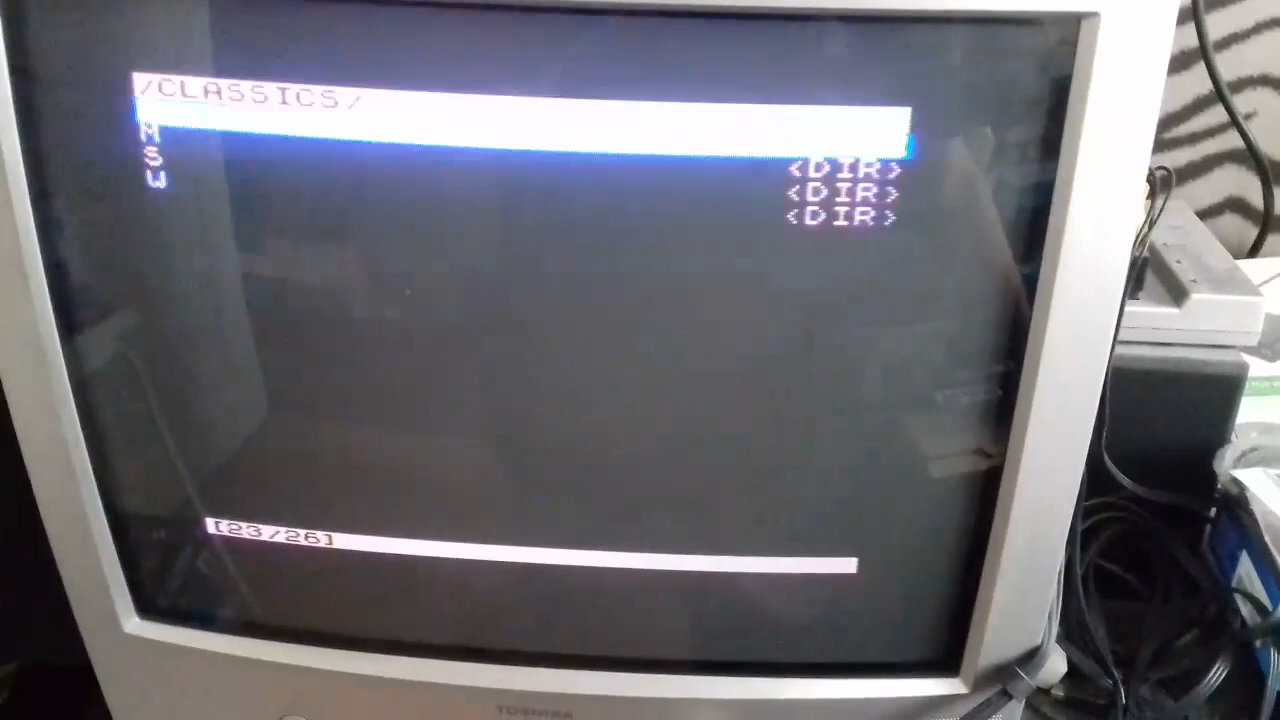 /CLASSICS/
M <DIR>
S <DIR>
W <DIR>
[23/26]
TOSHIBA